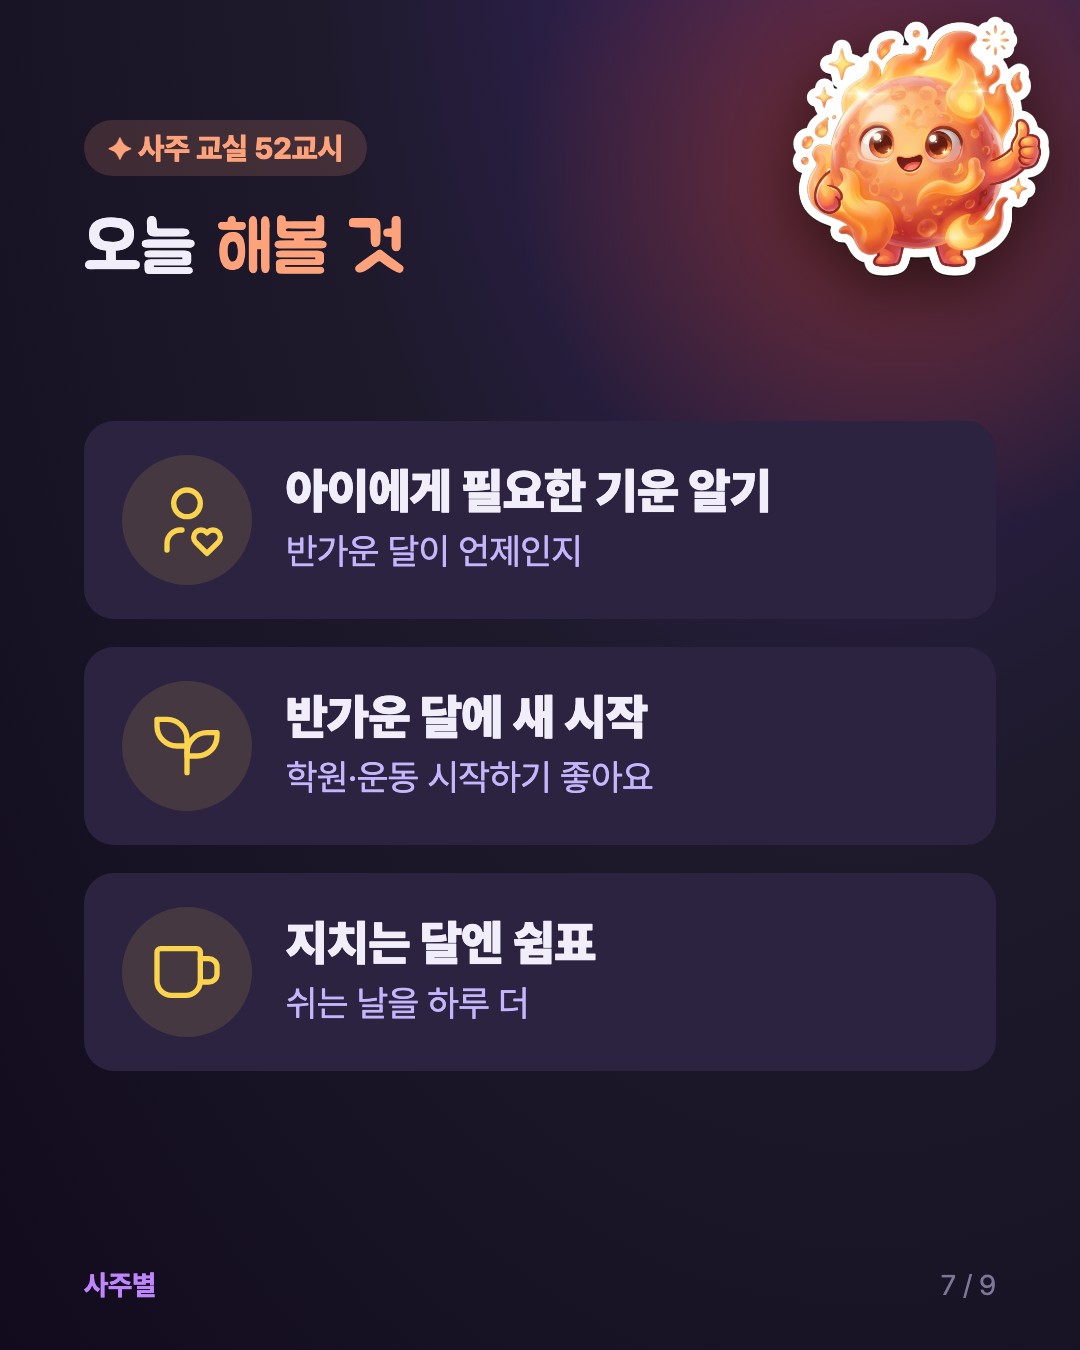 사주 교실 52교시
오늘 해볼 것
아이에게 필요한 기운 알기
반가운 달이 언제인지
반가운 달에 새 시작
학원·운동 시작하기 좋아요
지치는 달엔 쉼표
쉬는 날을 하루 더
사주별
7 / 9